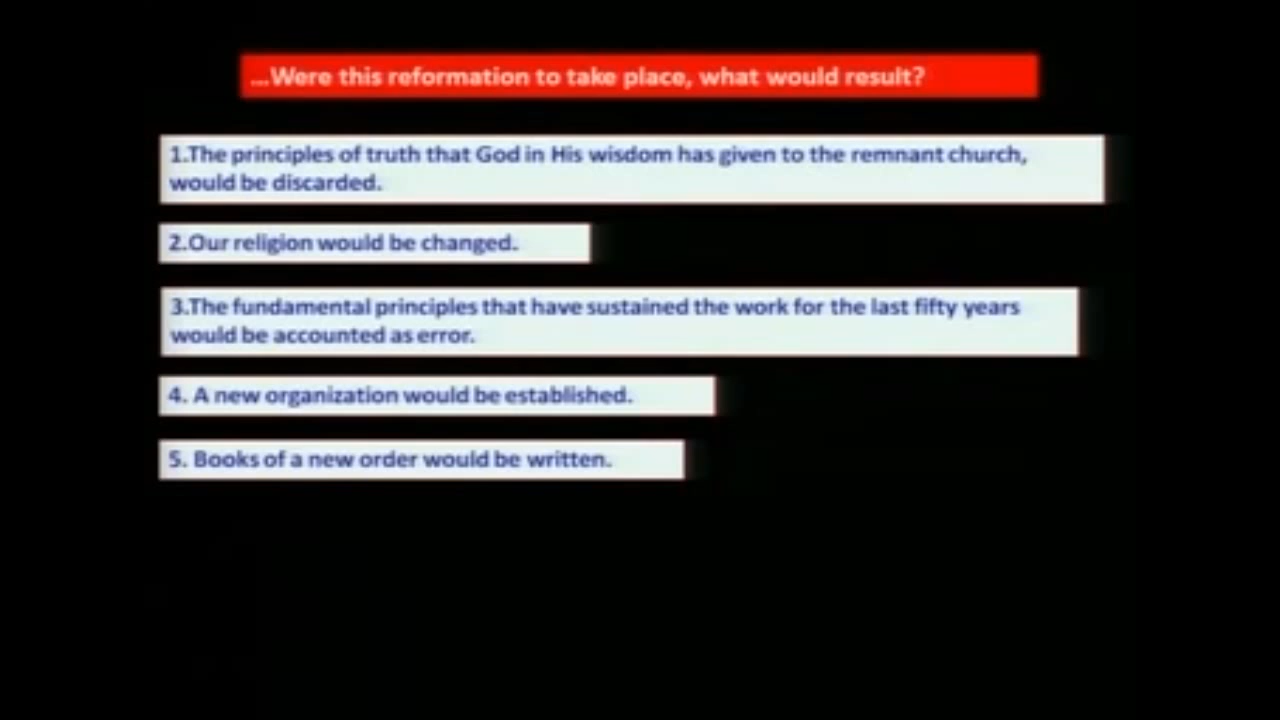 ...Were this reformation to take place, what would result?
1.The principles of truth that God in His wisdom has given to the remnant church,
would be discarded.
2.Our religion would be changed.
3.The fundamental principles that have sustained the work for the last fifty years
would be accounted as error.
4. A new organization would be established.
5. Books of a new order would be written.